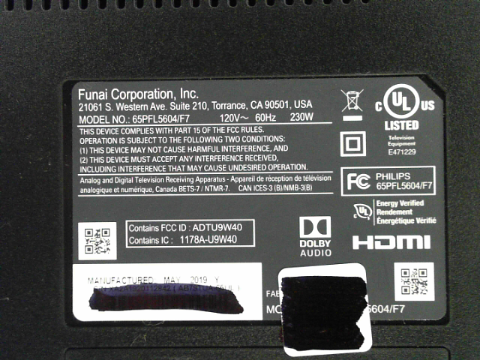 Funai Corporation, Inc.
21061 S. Western Ave. Suite 210, Torrance, CA 90501, USA
MODEL NO.: 65PFL5604/F7 120V~ 60Hz 230W
THIS DEVICE COMPLIES WITH PART 15 OF THE FCC RULES.
OPERATION IS SUBJECT TO THE FOLLOWING TWO CONDITIONS:
(1) THIS DEVICE MAY NOT CAUSE HARMFUL INTERFERENCE, AND
(2) THIS DEVICE MUST ACCEPT ANY INTERFERENCE RECEIVED,
INCLUDING INTERFERENCE THAT MAY CAUSE UNDESIRED OPERATION
Analog and Digital Television Receiving Apparatus - Appareil de réception de télévision
analogique et numérique, Canada BETS-7 / NTMR-7. CAN ICES-3 (B)/NMB-3(B)
C UL US
LISTED
Television Equipment
E471229
FC PHILIPS
65PFL5604/F7
UL Energy Verified
Rendement
Énergétique Vérifié
Contains FCC ID : ADTU9W40
Contains IC : 1178A-U9W40
DOLBY
AUDIO
HDMI
MANUFACTURED MAY 2019 Y
5604/F7